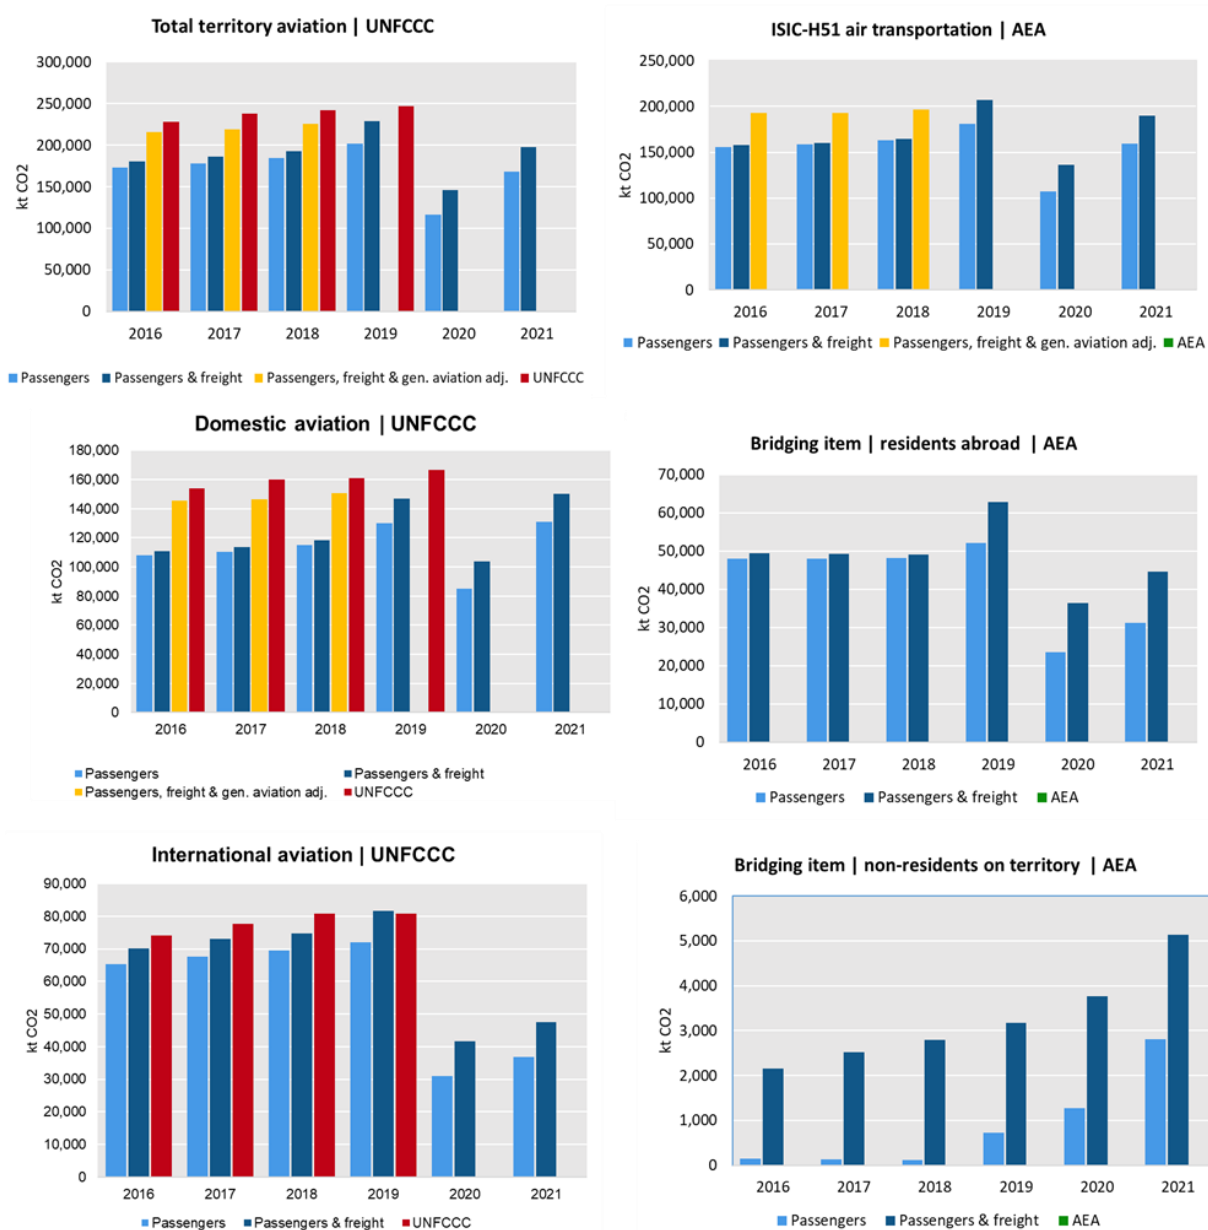 Total territory aviation | UNFCCC
300,000
250,000
200,000
150,000
100,000
50,000
0
kt CO2
2016 2017 2018 2019 2020 2021
Passengers Passengers & freight Passengers, freight & gen. aviation adj. UNFCCC
ISIC-H51 air transportation | AEA
250,000
200,000
150,000
100,000
50,000
0
kt CO2
2016 2017 2018 2019 2020 2021
Passengers Passengers & freight Passengers, freight & gen. aviation adj. AEA
Domestic aviation | UNFCCC
180,000
160,000
140,000
120,000
100,000
80,000
60,000
40,000
20,000
0
kt CO2
2016 2017 2018 2019 2020 2021
Passengers Passengers & freight
Passengers, freight & gen. aviation adj. UNFCCC
Bridging item | residents abroad | AEA
70,000
60,000
50,000
40,000
30,000
20,000
10,000
0
kt CO2
2016 2017 2018 2019 2020 2021
Passengers Passengers & freight AEA
International aviation | UNFCCC
90,000
80,000
70,000
60,000
50,000
40,000
30,000
20,000
10,000
0
kt CO2
2016 2017 2018 2019 2020 2021
Passengers Passengers & freight UNFCCC
Bridging item | non-residents on territory | AEA
6,000
5,000
4,000
3,000
2,000
1,000
0
kt CO2
2016 2017 2018 2019 2020 2021
Passengers Passengers & freight AEA